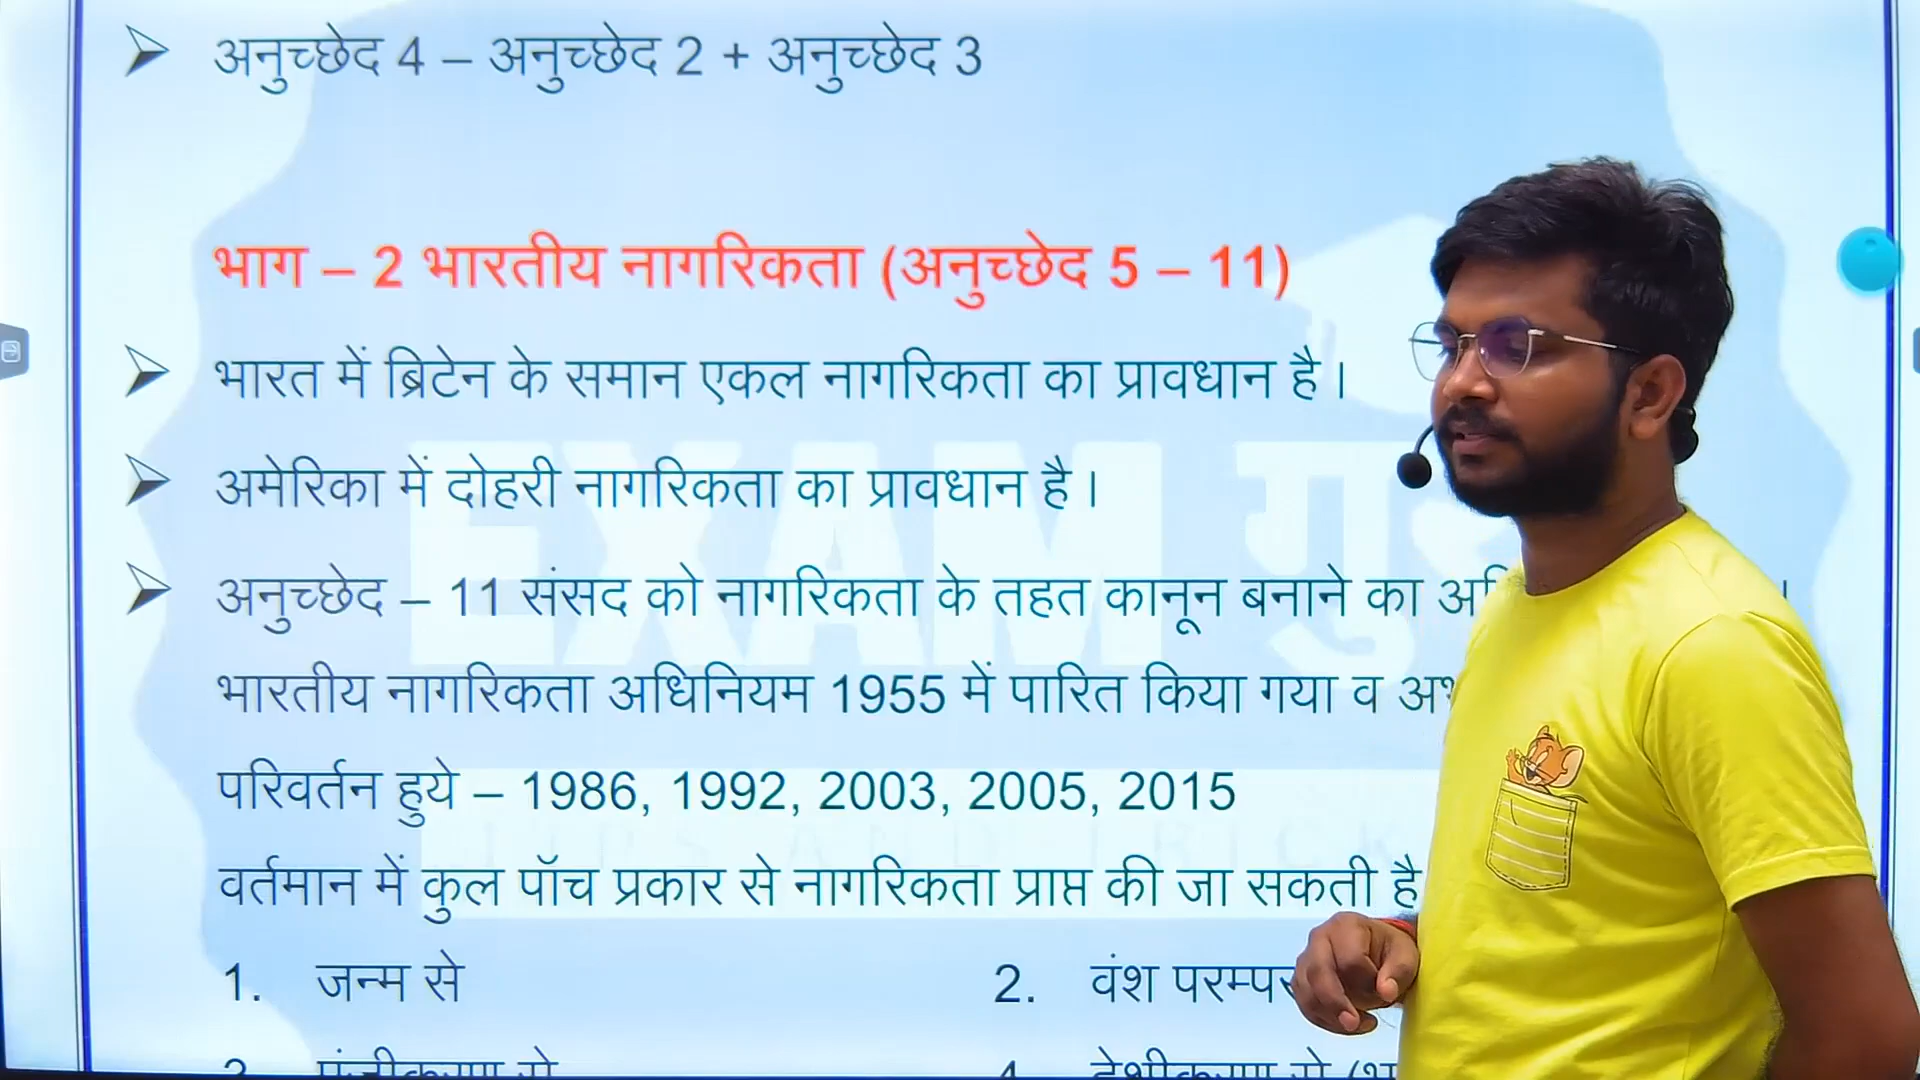 अनुच्छेद 4 – अनुच्छेद 2 + अनुच्छेद 3
भाग – 2 भारतीय नागरिकता (अनुच्छेद 5 – 11)
भारत में ब्रिटेन के समान एकल नागरिकता का प्रावधान है।
अमेरिका में दोहरी नागरिकता का प्रावधान है।
अनुच्छेद – 11 संसद को नागरिकता के तहत कानून बनाने का
भारतीय नागरिकता अधिनियम 1955 में पारित किया गया व
परिवर्तन हुये – 1986, 1992, 2003, 2005, 2015
वर्तमान में कुल पॉच प्रकार से नागरिकता प्राप्त की जा सकती है
1. जन्म से
2. वंश
EXAM